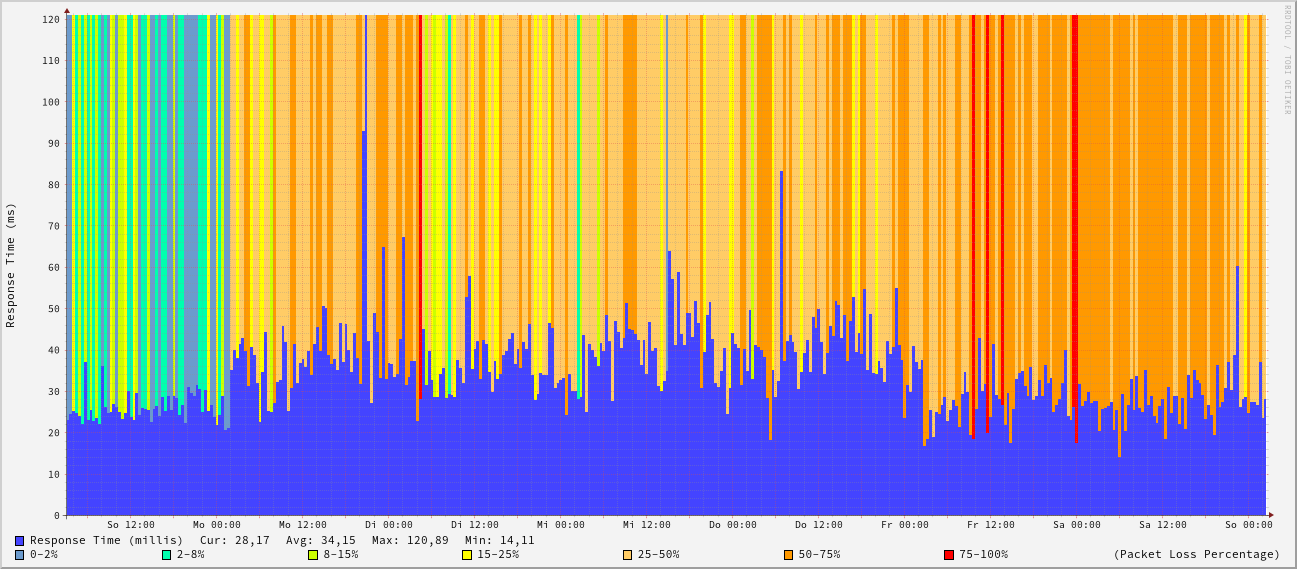 RRDTOOL / TOBI OETIKER
Response Time (ms)
120
110
100
90
80
70
60
50
40
30
20
10
0
So 12:00 Mo 00:00 Mo 12:00 Di 00:00 Di 12:00 Mi 00:00 Mi 12:00 Do 00:00 Do 12:00 Fr 00:00 Fr 12:00 Sa 00:00 Sa 12:00 So 00:00
Response Time (millis) Cur: 28,17 Avg: 34,15 Max: 120,89 Min: 14,11
0-2% 2-8% 8-15% 15-25% 25-50% 50-75% 75-100% (Packet Loss Percentage)